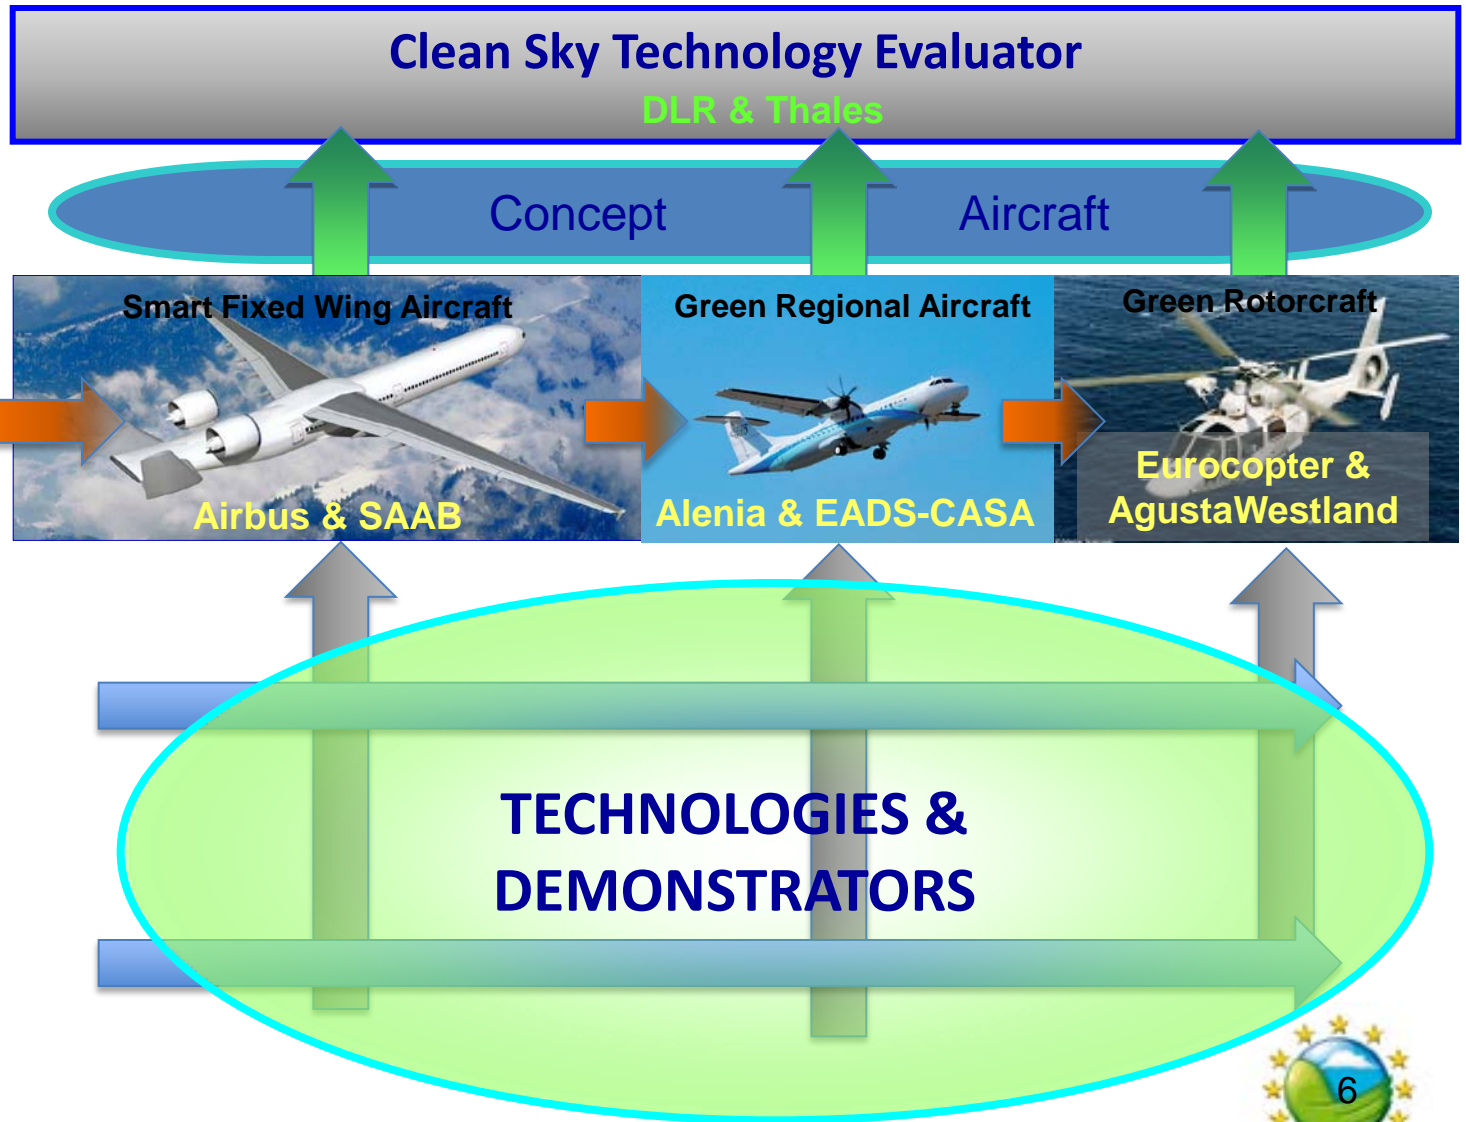 Clean Sky Technology Evaluator
DLR & Thales
Concept Aircraft
Smart Fixed Wing Aircraft
Green Regional Aircraft
Green Rotorcraft
Airbus & SAAB
Alenia & EADS-CASA
Eurocopter &
AgustaWestland
TECHNOLOGIES &
DEMONSTRATORS
6